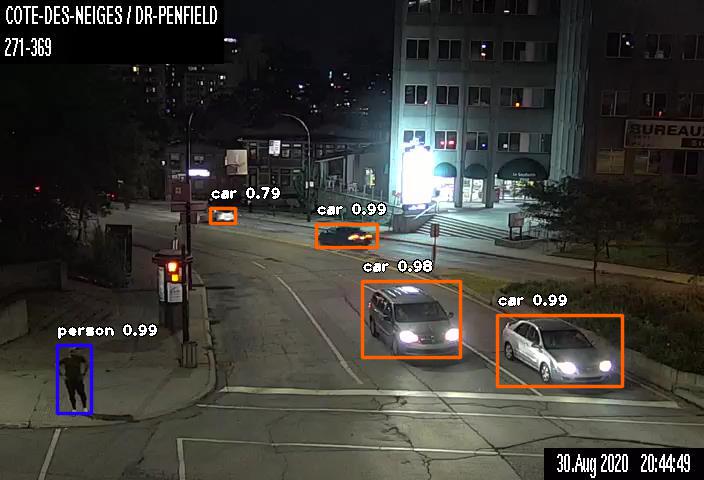 COTE-DES-NEIGES / DR-PENFIELD
271-369
BUREAUX
car 0.79
car 0.99
car 0.98
car 0.99
person 0.99
30.Aug 2020 20:44:49